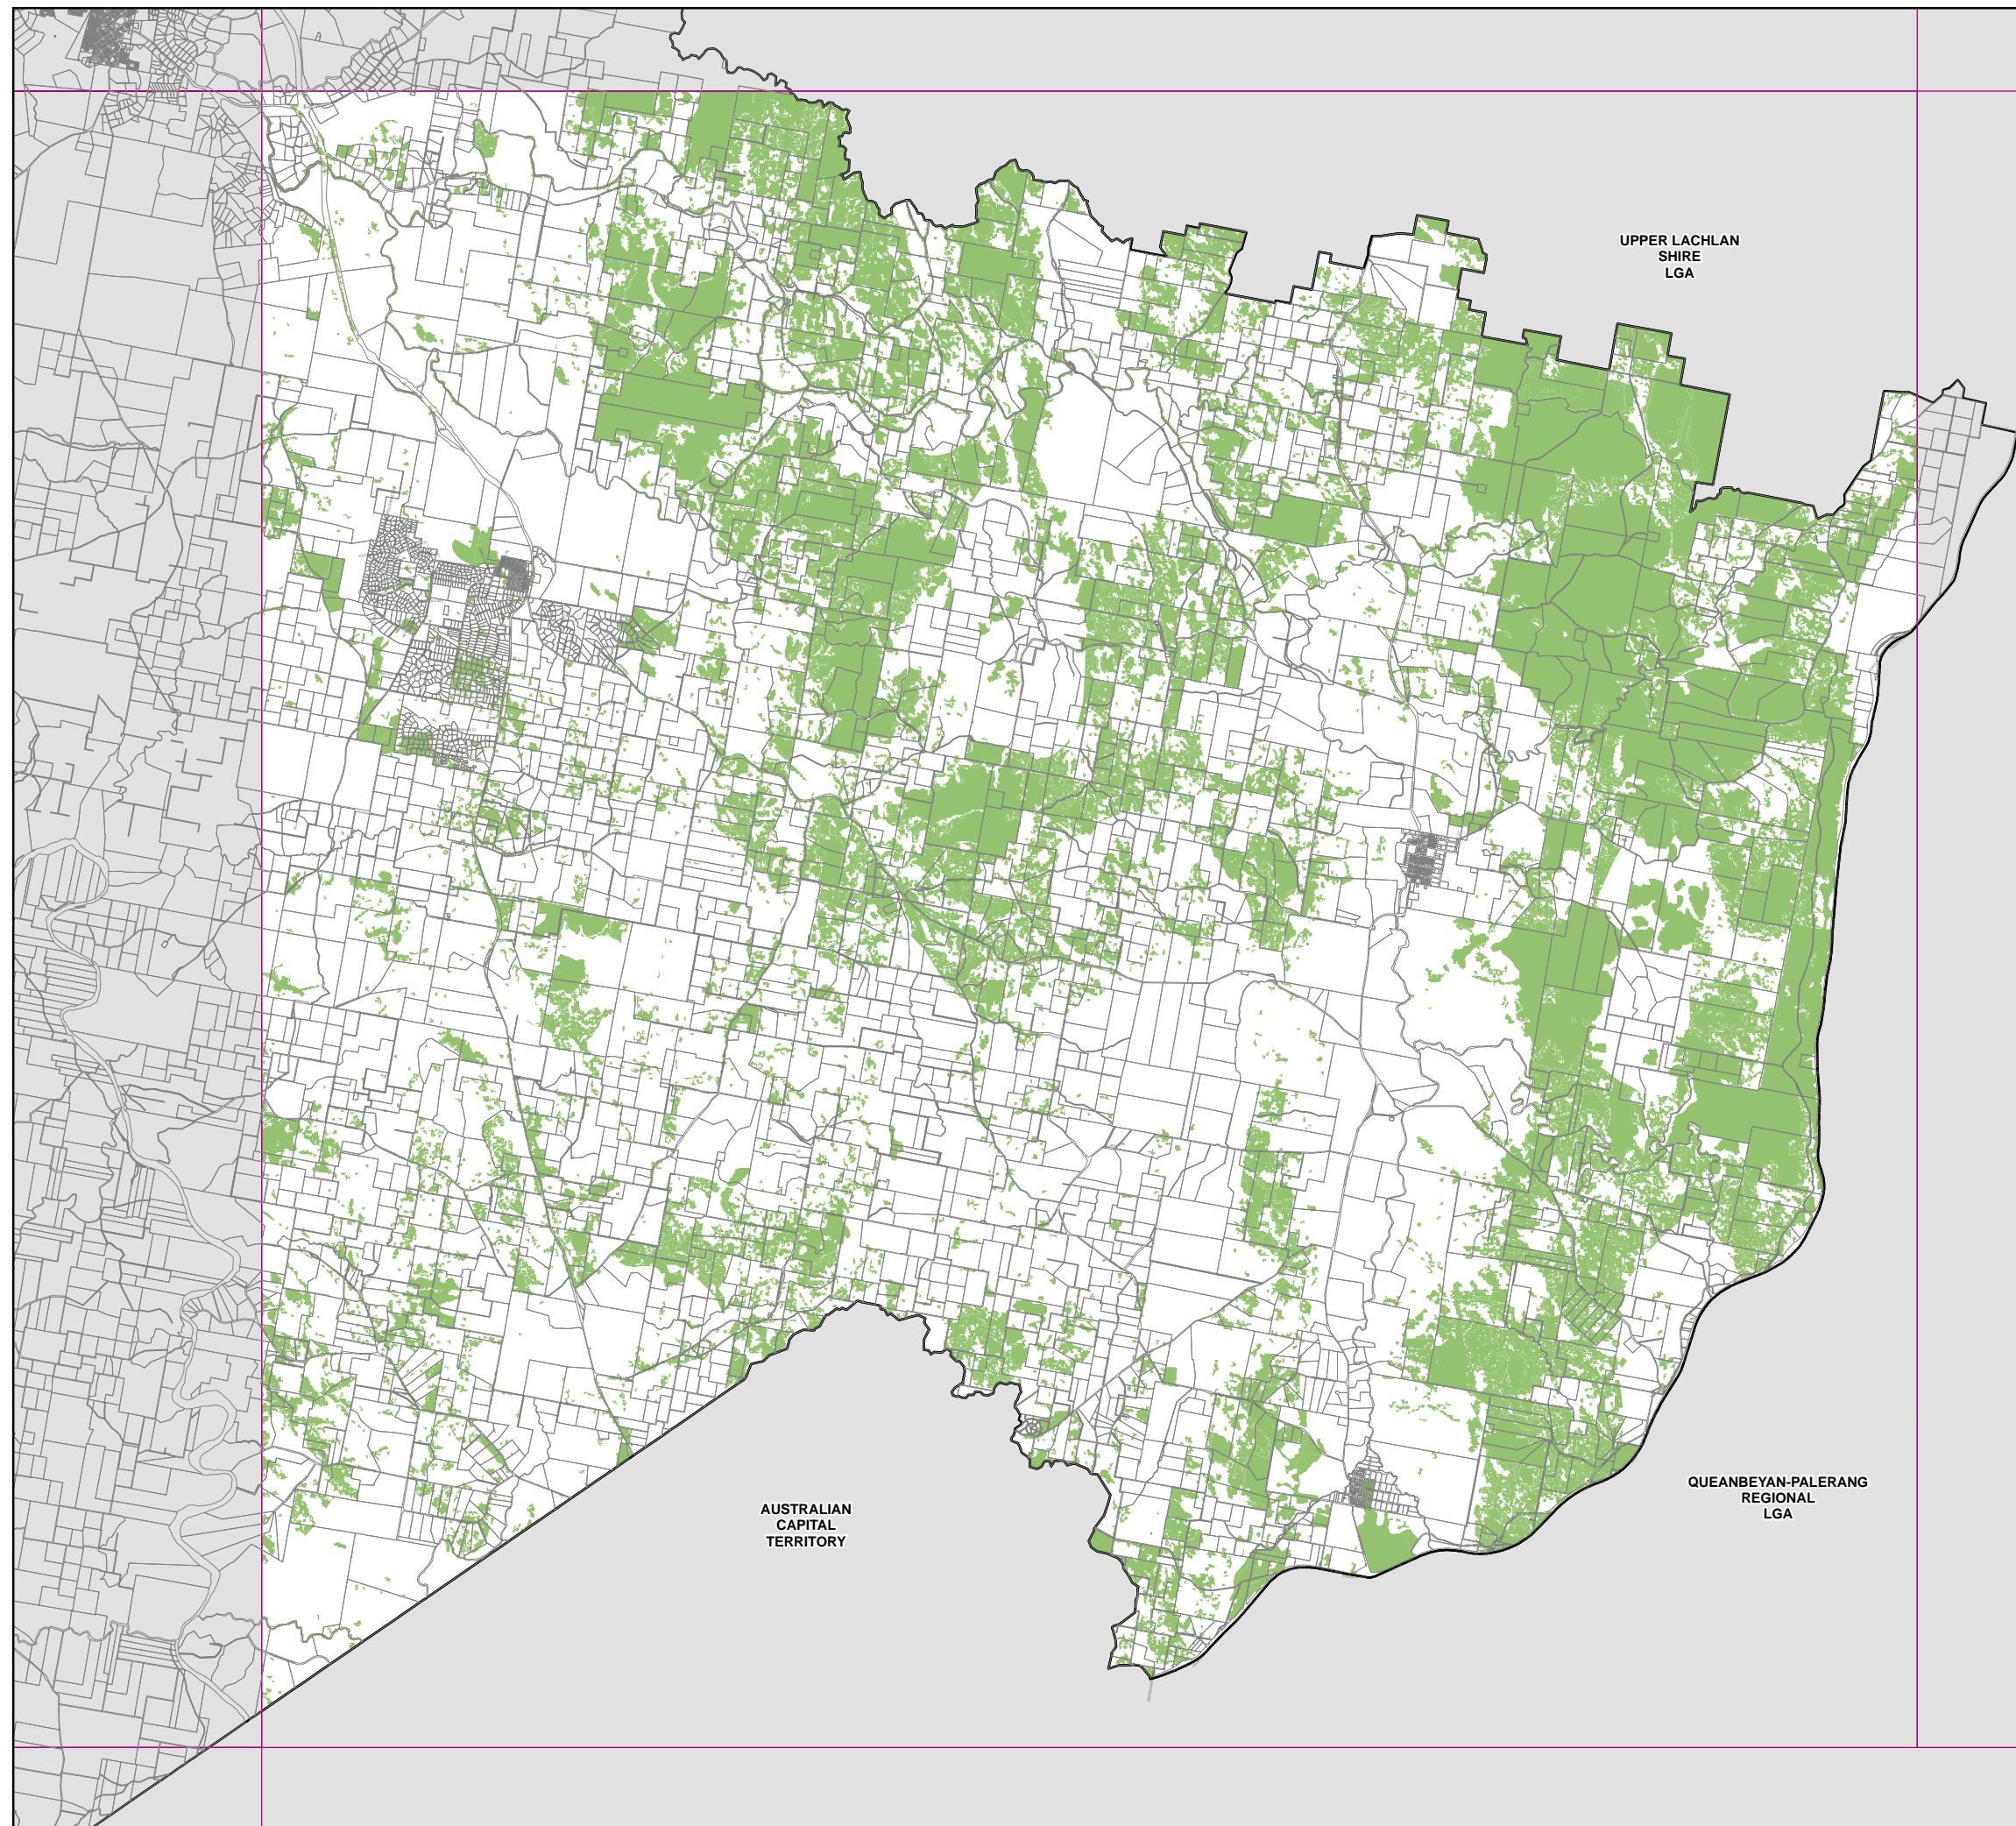 UPPER LACHLAN
SHIRE
LGA
QUEANBEYAN-PALERANG
REGIONAL
LGA
AUSTRALIAN
CAPITAL
TERRITORY